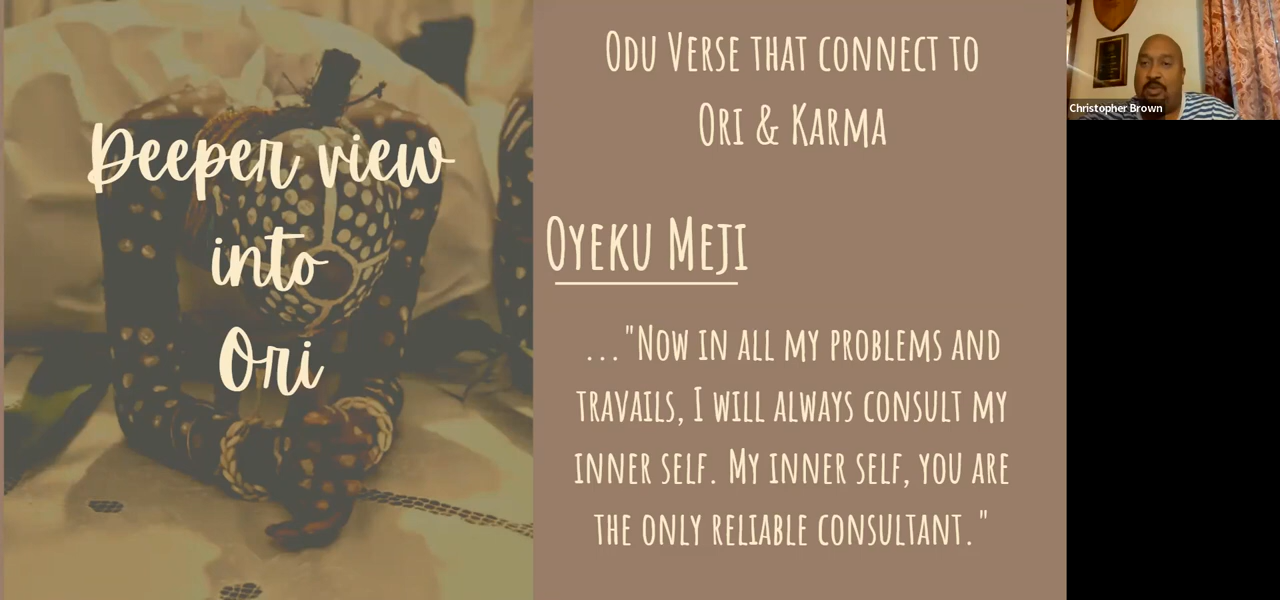 Deeper view
into
Ori
Odu Verse that connect to
Ori & Karma
Oyeku Meji
..."Now in all my problems and
travails, I will always consult my
inner self. My inner self, you are
the only reliable consultant."
Christopher Brown